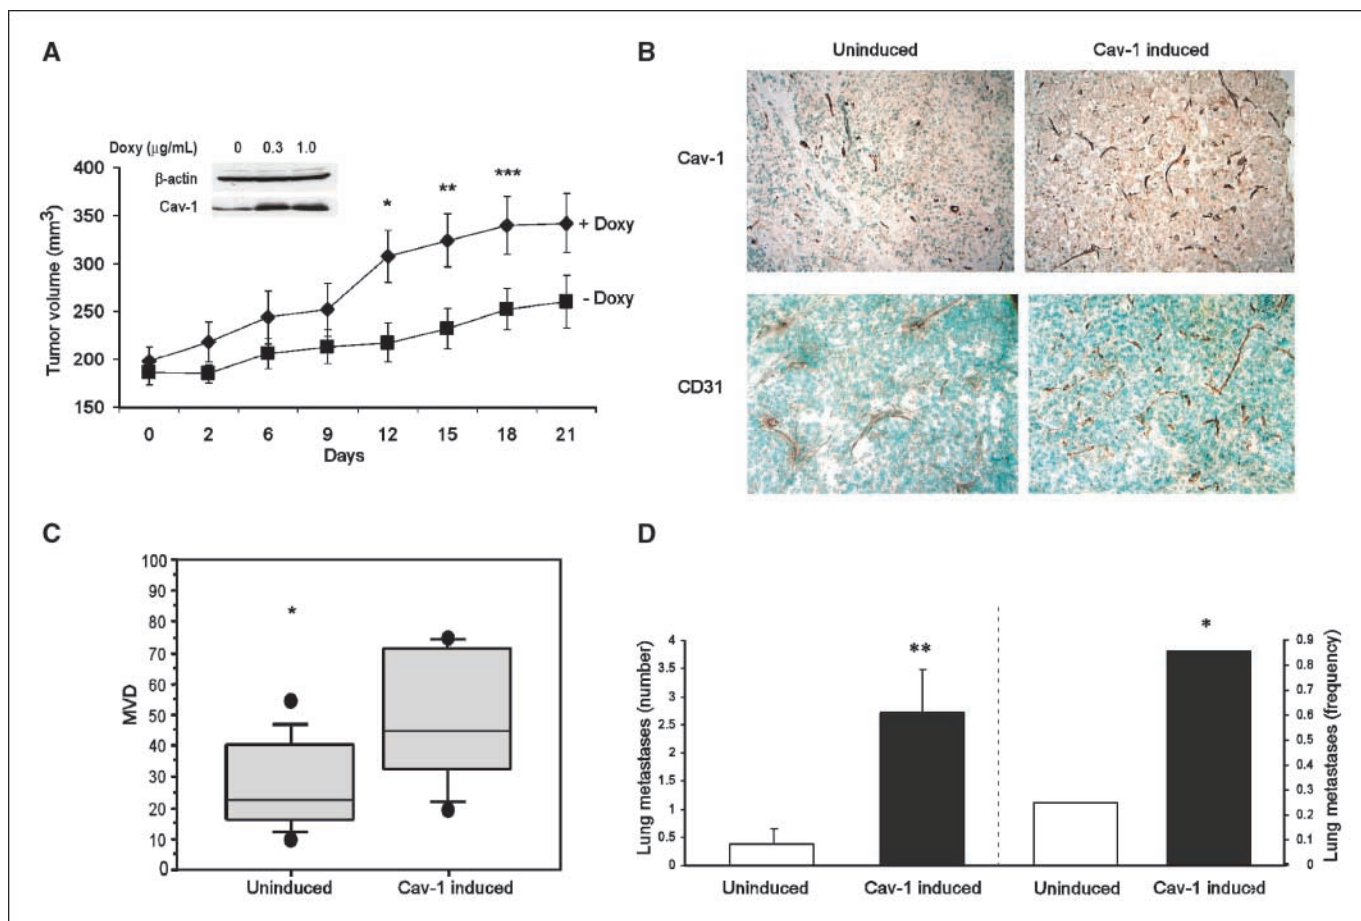 A
Doxy (μg/mL) 0 0.3 1.0
β-actin
Cav-1
Tumor volume (mm³)
400
350
300
250
200
150
* ** ***
+ Doxy
- Doxy
0 2 6 9 12 15 18 21
Days
B
Uninduced Cav-1 induced
Cav-1
CD31
C
MVD
100
90
80
70
60
50
40
30
20
10
0
*
Uninduced Cav-1 induced
D
Lung metastases (number)
4
3.5
3
2.5
2
1.5
1
0.5
0
**
*
0.9
0.8
0.7
0.6
0.5
0.4
0.3
0.2
0.1
0
Lung metastases (frequency)
Uninduced Cav-1 induced Uninduced Cav-1 induced